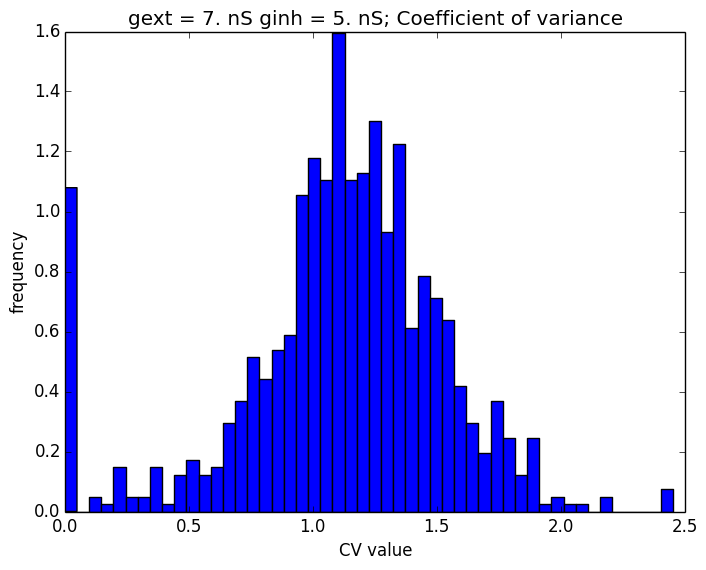 gext = 7. nS ginh = 5. nS; Coefficient of variance
1.6
1.4
1.2
1.0
0.8
0.6
0.4
0.2
0.0
frequency
0.0 0.5 1.0 1.5 2.0 2.5
CV value